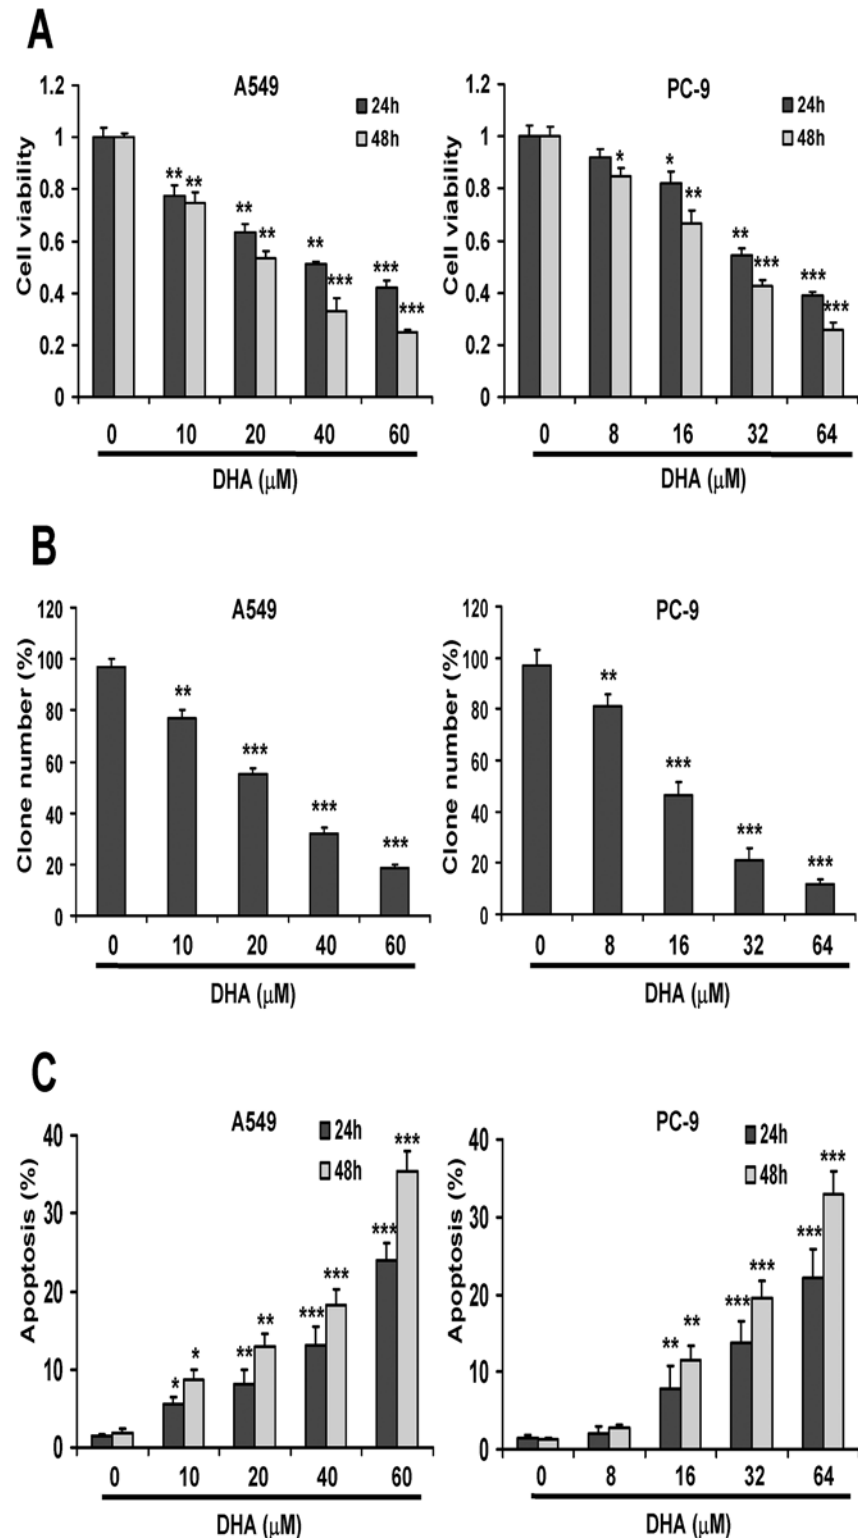 A
A549
PC-9
24h
48h
24h
48h
Cell viability
1.2
1
0.8
0.6
0.4
0.2
0
** ** ** ** ** *** *** ***
0 10 20 40 60
DHA (μM)
Cell viability
1.2
1
0.8
0.6
0.4
0.2
0
* * ** ** *** *** ***
0 8 16 32 64
DHA (μM)
B
A549
PC-9
Clone number (%)
120
100
80
60
40
20
0
** *** *** ***
0 10 20 40 60
DHA (μM)
Clone number (%)
120
100
80
60
40
20
0
** *** *** ***
0 8 16 32 64
DHA (μM)
C
A549
PC-9
24h
48h
24h
48h
Apoptosis (%)
40
30
20
10
0
* * ** ** *** *** *** ***
0 10 20 40 60
DHA (μM)
Apoptosis (%)
40
30
20
10
0
** ** *** *** *** ***
0 8 16 32 64
DHA (μM)